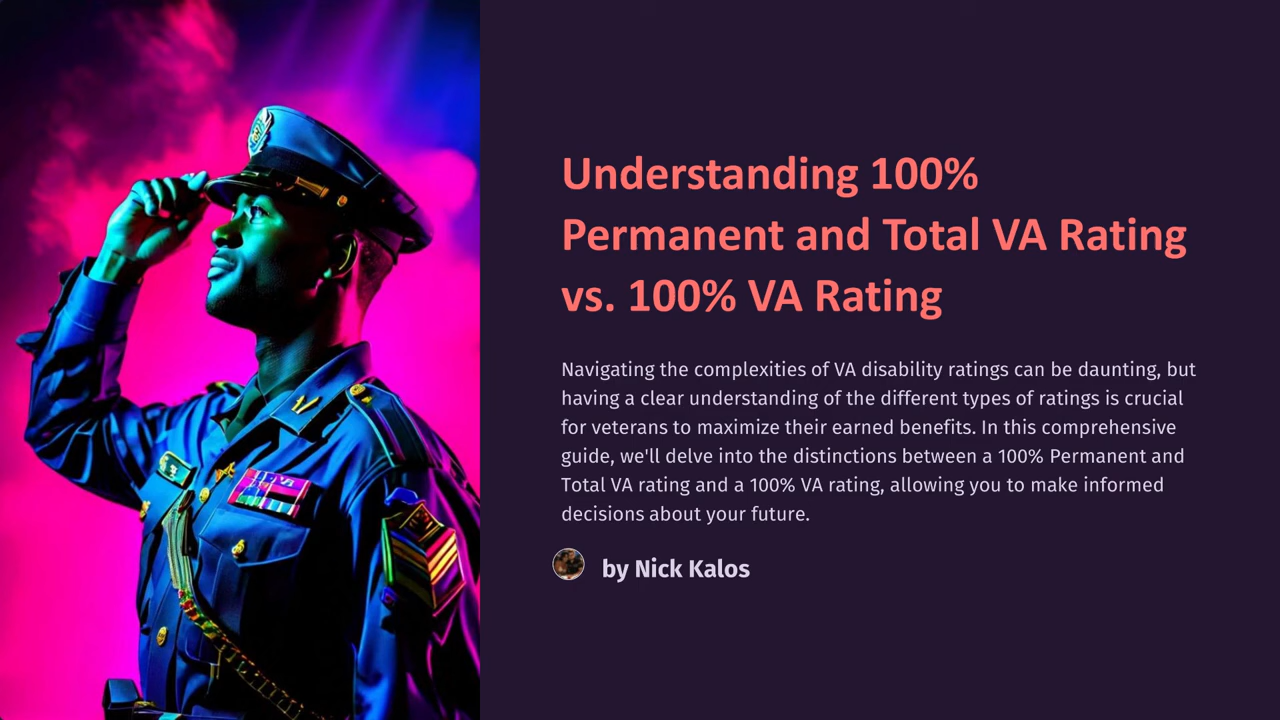 Understanding 100%
Permanent and Total VA Rating
vs. 100% VA Rating
Navigating the complexities of VA disability ratings can be daunting, but
having a clear understanding of the different types of ratings is crucial
for veterans to maximize their earned benefits. In this comprehensive
guide, we'll delve into the distinctions between a 100% Permanent and
Total VA rating and a 100% VA rating, allowing you to make informed
decisions about your future.
by Nick Kalos